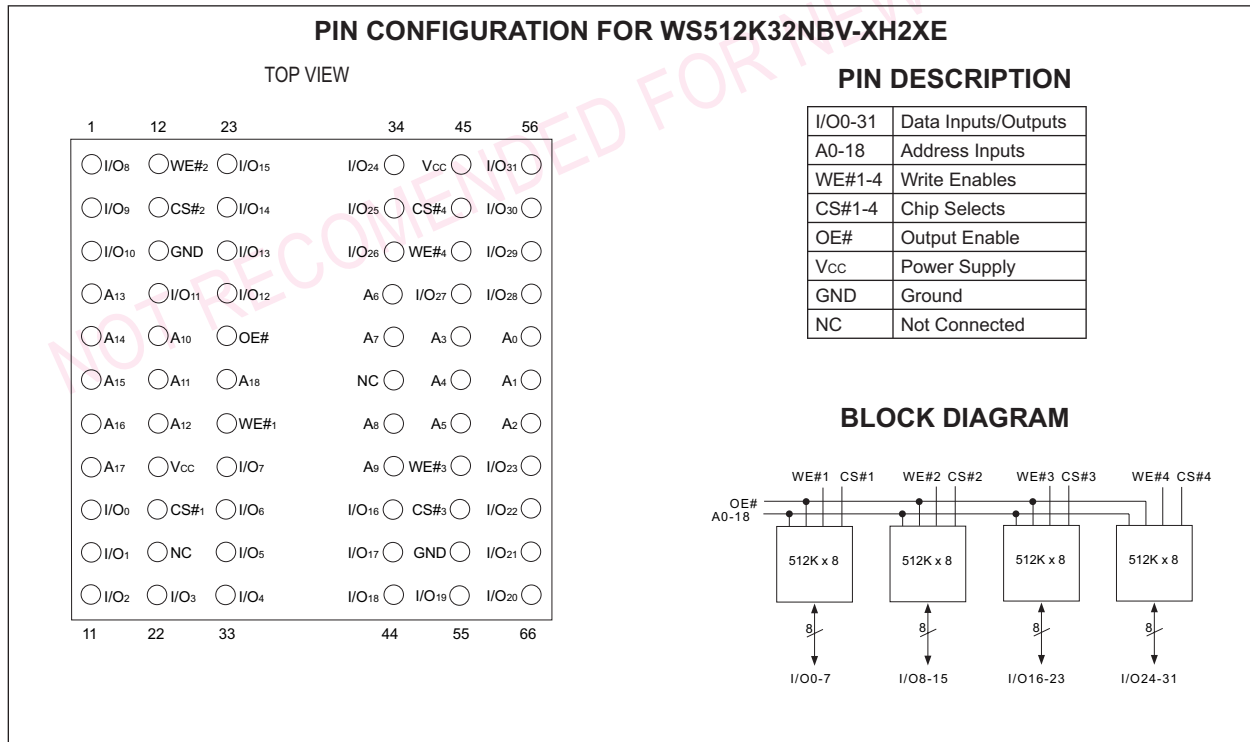 PIN CONFIGURATION FOR WS512K32NBV-XH2XE
TOP VIEW
1 12 23 34 45 56
I/O8 WE#2 I/O15 I/O24 VCC I/O31
I/O9 CS#2 I/O14 I/O25 CS#4 I/O30
I/O10 GND I/O13 I/O26 WE#4 I/O29
A13 I/O11 I/O12 A6 I/O27 I/O28
A14 A10 OE# A7 A3 A0
A15 A11 A18 NC A4 A1
A16 A12 WE#1 A8 A5 A2
A17 VCC I/O7 A9 WE#3 I/O23
I/O0 CS#1 I/O6 I/O16 CS#3 I/O22
I/O1 NC I/O5 I/O17 GND I/O21
I/O2 I/O3 I/O4 I/O18 I/O19 I/O20
11 22 33 44 55 66
PIN DESCRIPTION
I/O0-31 Data Inputs/Outputs
A0-18 Address Inputs
WE#1-4 Write Enables
CS#1-4 Chip Selects
OE# Output Enable
VCC Power Supply
GND Ground
NC Not Connected
BLOCK DIAGRAM
WE#1 CS#1 WE#2 CS#2 WE#3 CS#3 WE#4 CS#4
OE#
A0-18
512K x 8 512K x 8 512K x 8 512K x 8
8 8 8 8
I/O0-7 I/O8-15 I/O16-23 I/O24-31
NOT RECOMENDED FOR NEW